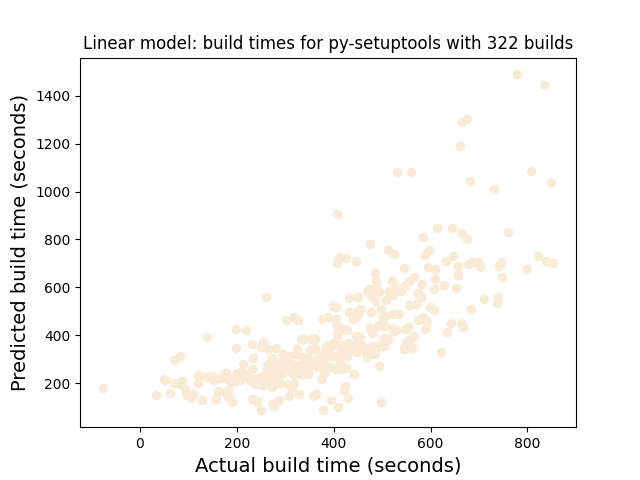 Linear model: build times for py-setuptools with 322 builds
1400
1200
1000
800
600
400
200
Predicted build time (seconds)
0 200 400 600 800
Actual build time (seconds)